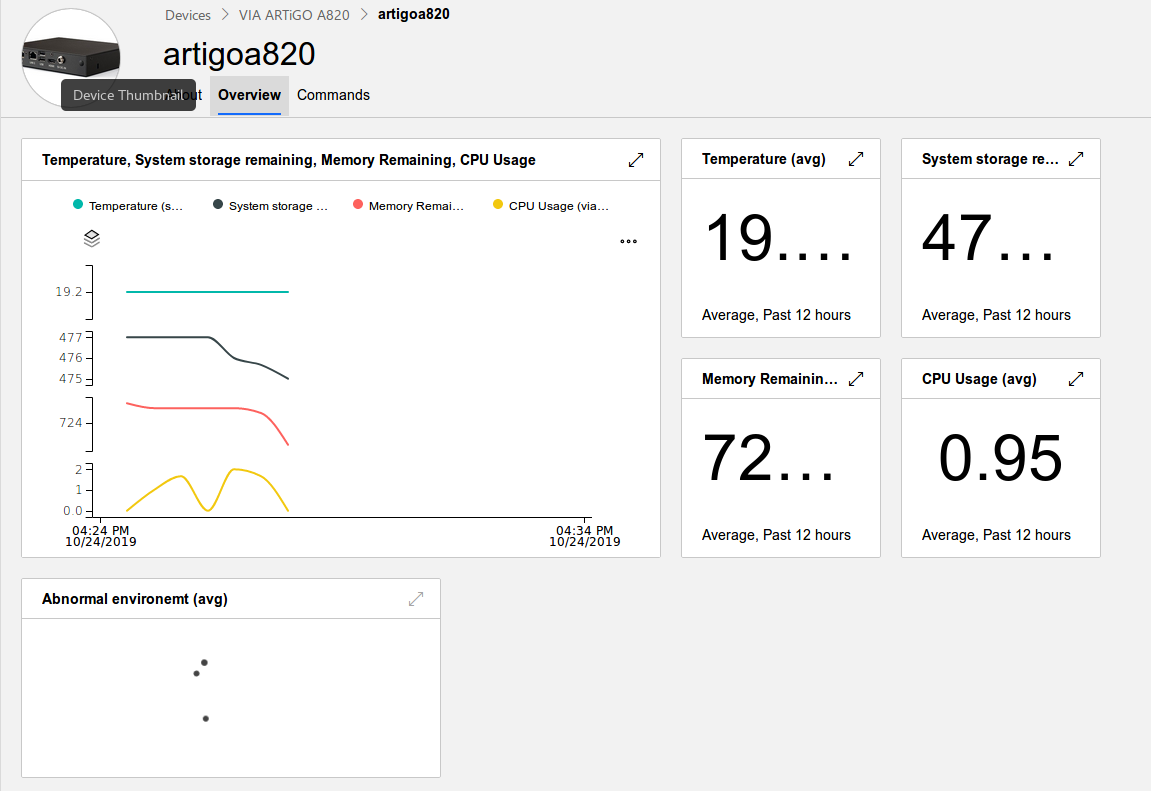 Devices > VIA ARTiGO A820 > artigoa820
artigoa820
Device Thumbnail
Overview Commands
Temperature, System storage remaining, Memory Remaining, CPU Usage
Temperature (s... System storage ... Memory Remai... CPU Usage (via...
19.2
477
476
475
724
2
1
0.0
04:24 PM
10/24/2019
04:34 PM
10/24/2019
Temperature (avg)
19....
Average, Past 12 hours
System storage re...
47...
Average, Past 12 hours
Memory Remainin...
72...
Average, Past 12 hours
CPU Usage (avg)
0.95
Average, Past 12 hours
Abnormal environemt (avg)